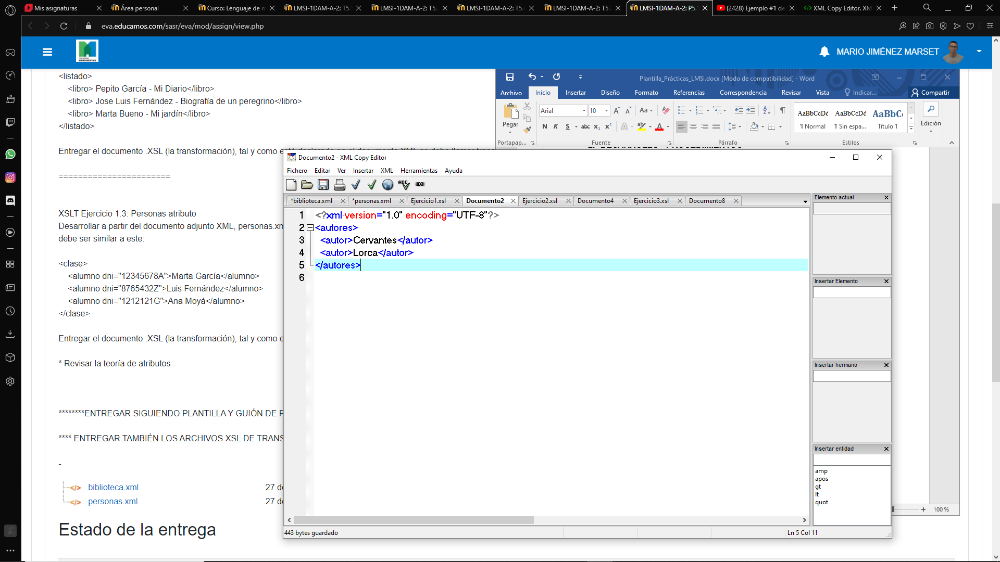 Mis asignaturas
Área personal
Curso: Lenguaje de m
LMSI-1DAM-A-2: T5.
LMSI-1DAM-A-2: T5.
LMSI-1DAM-A-2: T5.
LMSI-1DAM-A-2: T5.
LMSI-1DAM-A-2: P5.
(2428) Ejemplo #1 de
XML Copy Editor. XM
eva.educamos.com/sasr/eva/mod/assign/view.php
MARIO JIMÉNEZ MARSET
<listado>
<libro> Pepito García - Mi Diario</libro>
<libro> Jose Luis Fernández - Biografía de un peregrino</libro>
<libro> Marta Bueno - Mi jardín</libro>
</listado>
Entregar el documento .XSL (la transformación), tal y como
=======================
XSLT Ejercicio 1.3: Personas atributo
Desarrollar a partir del documento adjunto XML, personas.xm
debe ser similar a este:
<clase>
<alumno dni="12345678A">Marta García</alumno>
<alumno dni="8765432Z">Luis Fernández</alumno>
<alumno dni="1212121G">Ana Moyá</alumno>
</clase>
Entregar el documento .XSL (la transformación), tal y como e
* Revisar la teoría de atributos
********ENTREGAR SIGUIENDO PLANTILLA Y GUIÓN DE P
**** ENTREGAR TAMBIÉN LOS ARCHIVOS XSL DE TRANS
-
biblioteca.xml 27 de
personas.xml 27 de
Estado de la entrega
Plantilla_Prácticas_LMSI.docx [Modo de compatibilidad] - Word
Archivo Inicio Insertar Diseño Formato Referencias Correspondencia Revisar Vista Indicar... Compartir
Arial 10
Pegar
N K S abc x₂ x²
AaBbCcDd AaBbCcDd AaBbC
¶ Normal ¶ Sin espa... Título 1
Edición
Portapap... Fuente Párrafo Estilos
100 %
Documento2 - XML Copy Editor
Fichero Editar Ver Insertar XML Herramientas Ayuda
*biblioteca.xml *personas.xml Ejercicio1.xsl Documento2 Ejercicio2.xsl Documento4 Ejercicio3.xsl Documento8
1 <?xml version="1.0" encoding="UTF-8"?>
2 <autores>
3 <autor>Cervantes</autor>
4 <autor>Lorca</autor>
5 </autores>
6
Elemento actual
Insertar Elemento
Insertar hermano
Insertar entidad
amp
apos
gt
lt
quot
443 bytes guardado
Ln 5 Col 11